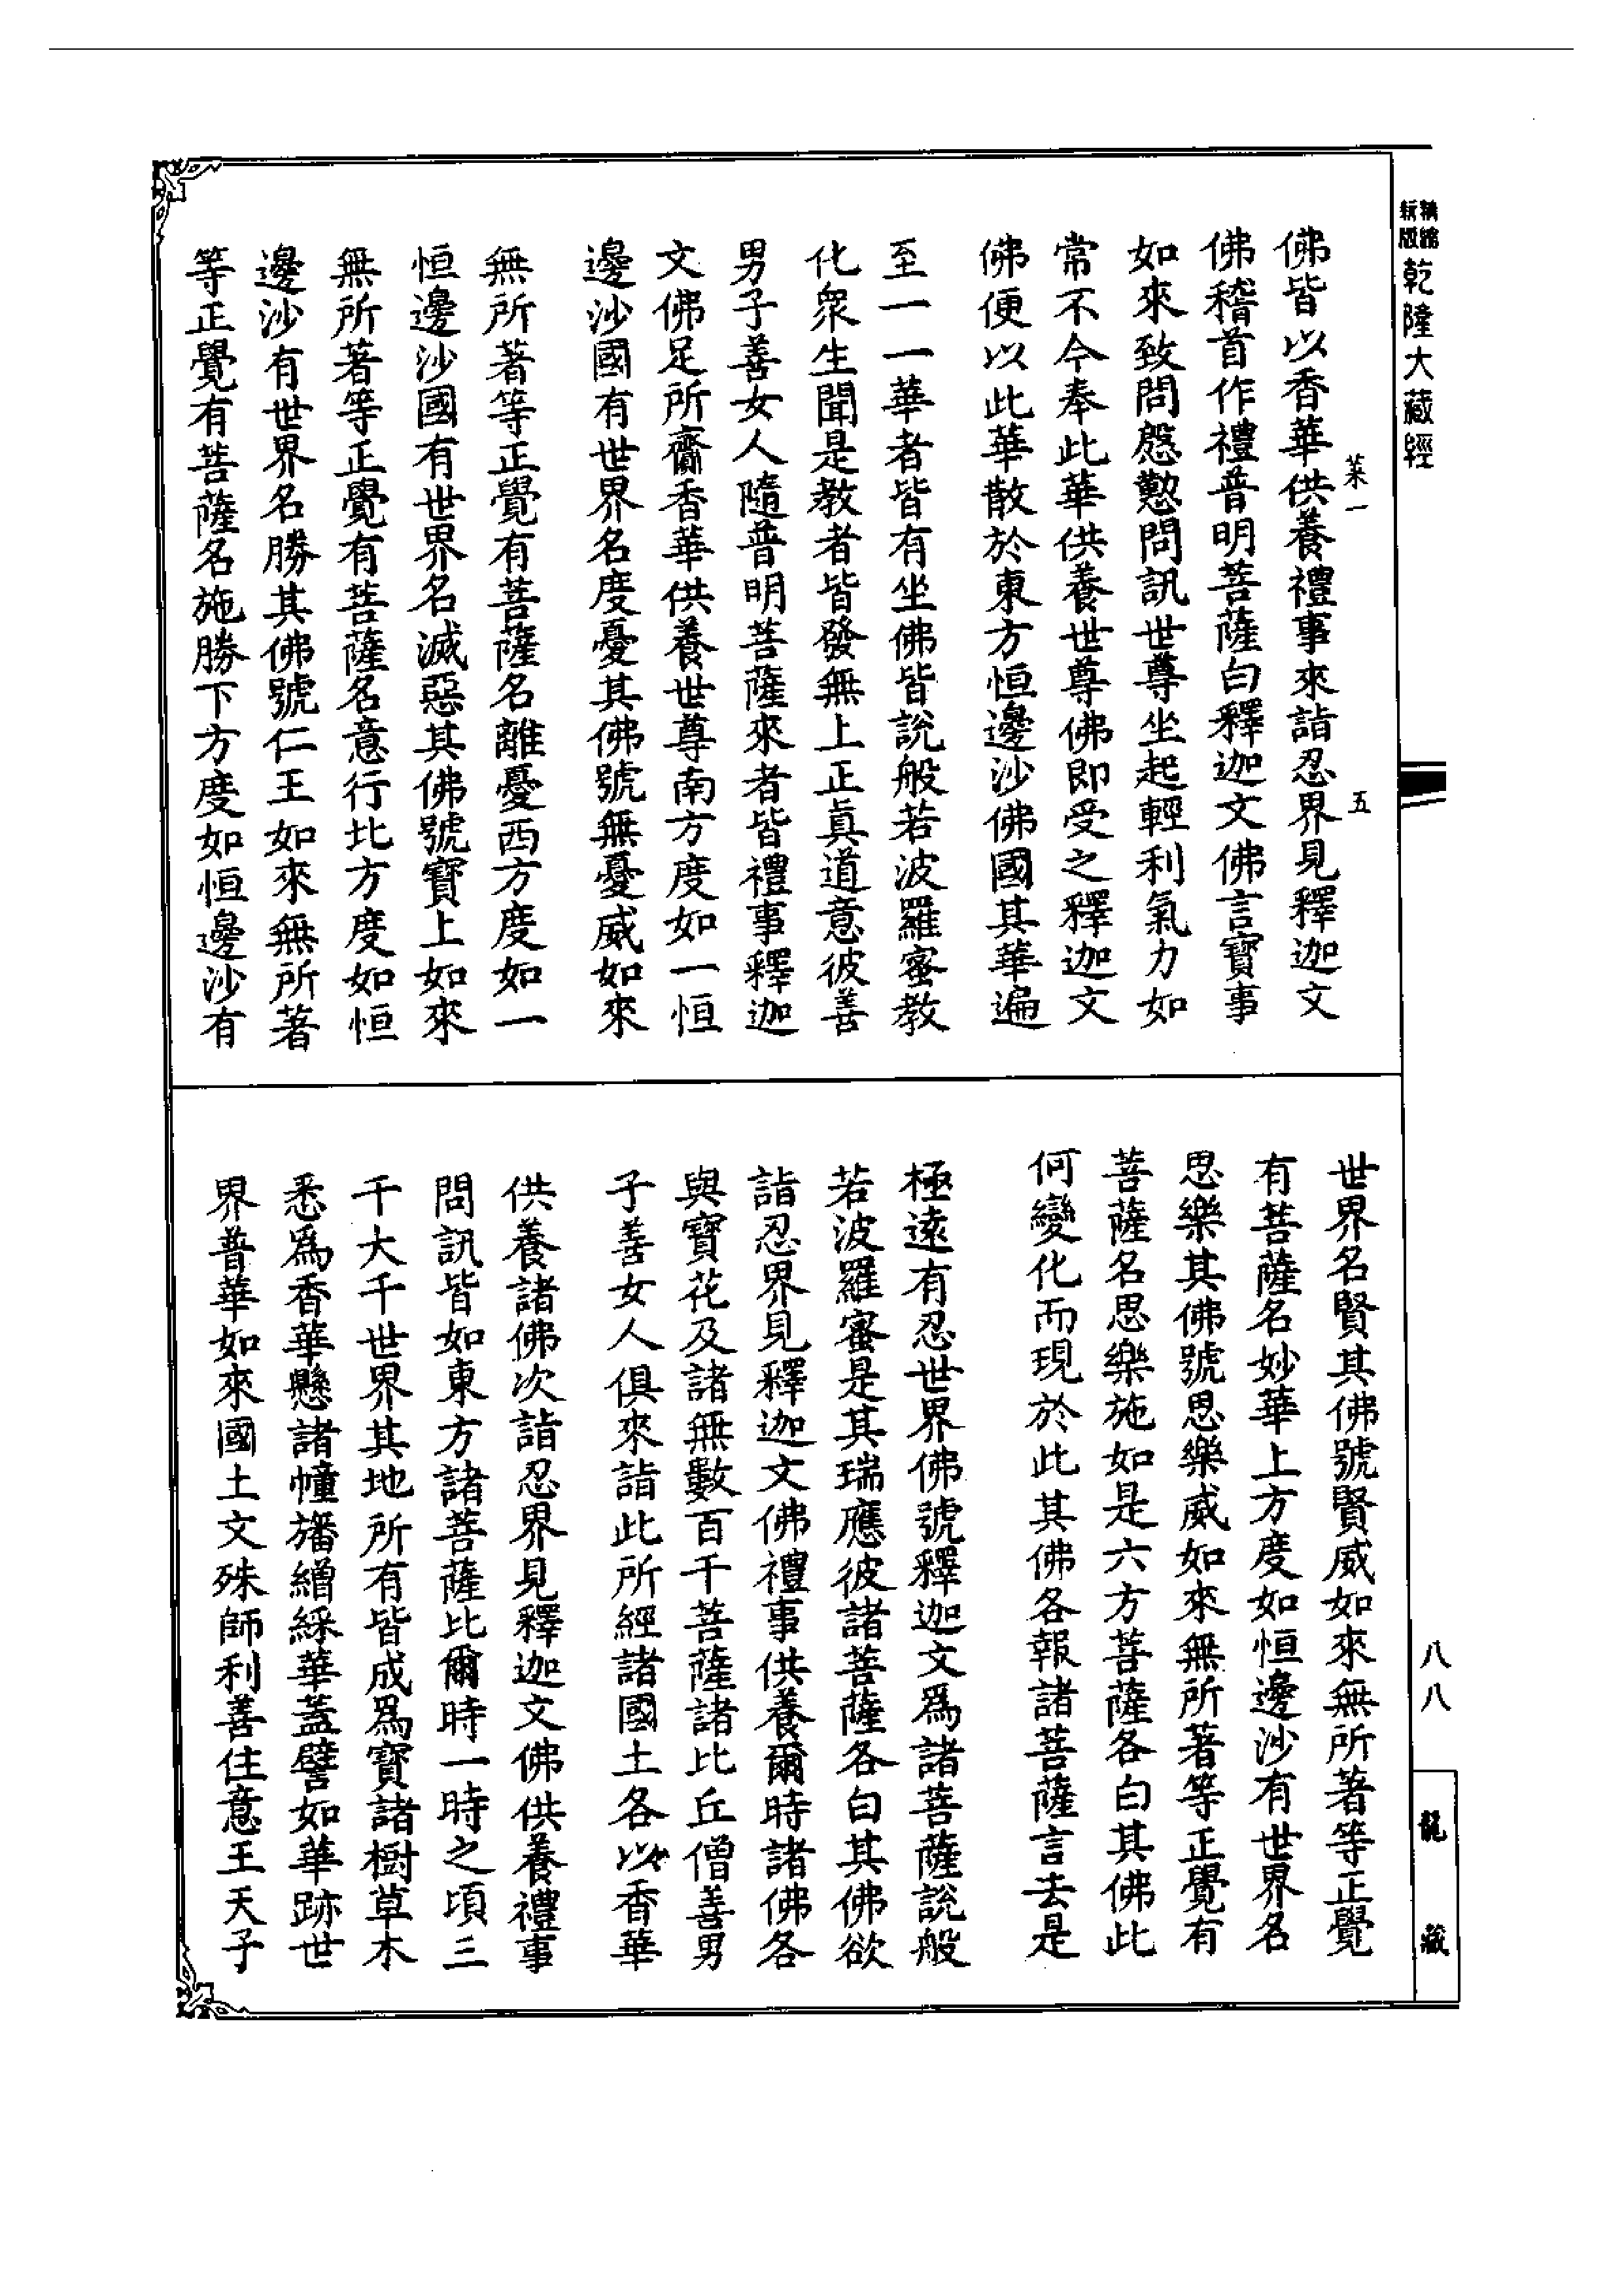 精縮新版乾隆大藏經
菜一 五
佛皆以香華供養禮事來詣忍界見釋迦文
佛稽首作禮普明菩薩白釋迦文佛言寶事
如來致問慇懃問訊世尊坐起輕利氣力如
常不今奉此華供養世尊佛即受之釋迦文
佛便以此華散於東方恒邊沙佛國其華遍
至一一華者皆有坐佛皆說般若波羅蜜教
化衆生聞是教者皆發無上正真道意彼善
男子善女人隨普明菩薩來者皆禮事釋迦
文佛足所齎香華供養世尊南方度如一恒
邊沙國有世界名度憂其佛號無憂威如來
無所著等正覺有菩薩名離憂西方度如一
恒邊沙國有世界名滅惡其佛號寶上如來
無所著等正覺有菩薩名意行北方度如恒
邊沙有世界名勝其佛號仁王如來無所著
等正覺有菩薩名施勝下方度如恒邊沙有
世界名賢其佛號賢威如來無所著等正覺
有菩薩名妙華上方度如恒邊沙有世界名
思樂其佛號思樂威如來無所著等正覺有
菩薩名思樂施如是六方菩薩各白其佛此
何變化而現於此其佛各報諸菩薩言去是
極遠有忍世界佛號釋迦文爲諸菩薩說般
若波羅蜜是其瑞應彼諸菩薩各白其佛欲
詣忍界見釋迦文佛禮事供養爾時諸佛各
與寶花及諸無數百千菩薩諸比丘僧善男
子善女人俱來詣此所經諸國土各以香華
供養諸佛次詣忍界見釋迦文佛供養禮事
問訊皆如東方諸菩薩比爾時一時之頃三
千大千世界其地所有皆成爲寶諸樹草木
悉爲香華懸諸幢旛繒綵華蓋譬如華跡世
界普華如來國土文殊師利善住意王天子
八八
龍藏